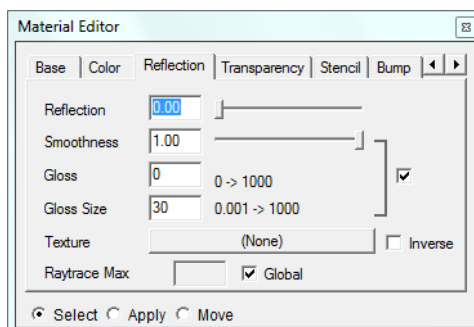 Material Editor
Base Color Reflection Transparency Stencil Bump
Reflection 0.00
Smoothness 1.00
Gloss 0 0 -> 1000
Gloss Size 30 0.001 -> 1000
Texture (None) Inverse
Raytrace Max Global
Select Apply Move